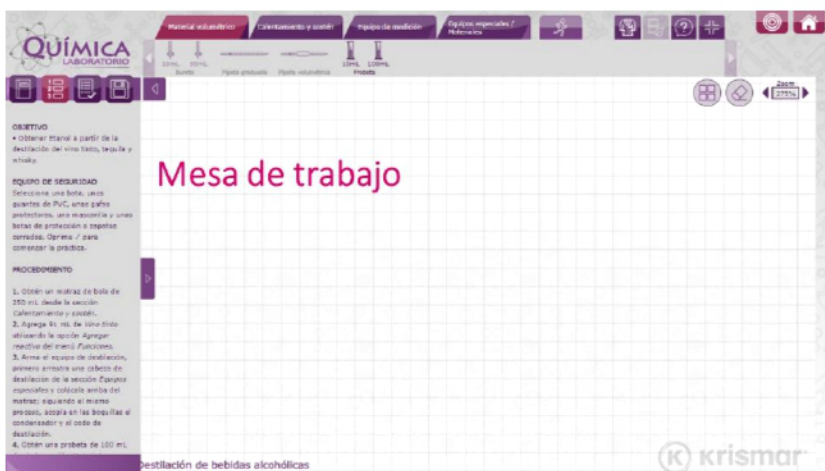 Material volumétrico
Calentamiento y sostén
Equipo de medición
Equipos especiales / Materiales
QUÍMICA
LABORATORIO
10mL 50mL
10mL 100mL
Bureta
Pipeta graduada
Pipeta volumétrica
Probeta
Zoom
275%
OBJETIVO
• Obtener Etanol a partir de la
destilación del vino tinto, tequila y
whisky.
EQUIPO DE SEGURIDAD
Selecciona una bata, unos
guantes de PVC, unas gafas
protectoras, una mascarilla y unas
botas de protección o zapatos
cerrados. Oprime / para
comenzar la práctica.
PROCEDIMIENTO
1. Obtén un matraz de bola de
250 mL desde la sección
Calentamiento y sostén.
2. Agrega 91 mL de Vino tinto
utilizando la opción Agregar
reactivo del menú Funciones.
3. Arma el equipo de destilación,
primero arrastra una cabeza de
destilación de la sección Equipos
especiales y colócala arriba del
matraz; siguiendo el mismo
proceso, acopla en las boquillas el
condensador y el codo de
destilación.
4. Obtén una probeta de 100 mL
Mesa de trabajo
Destilación de bebidas alcohólicas
krismar